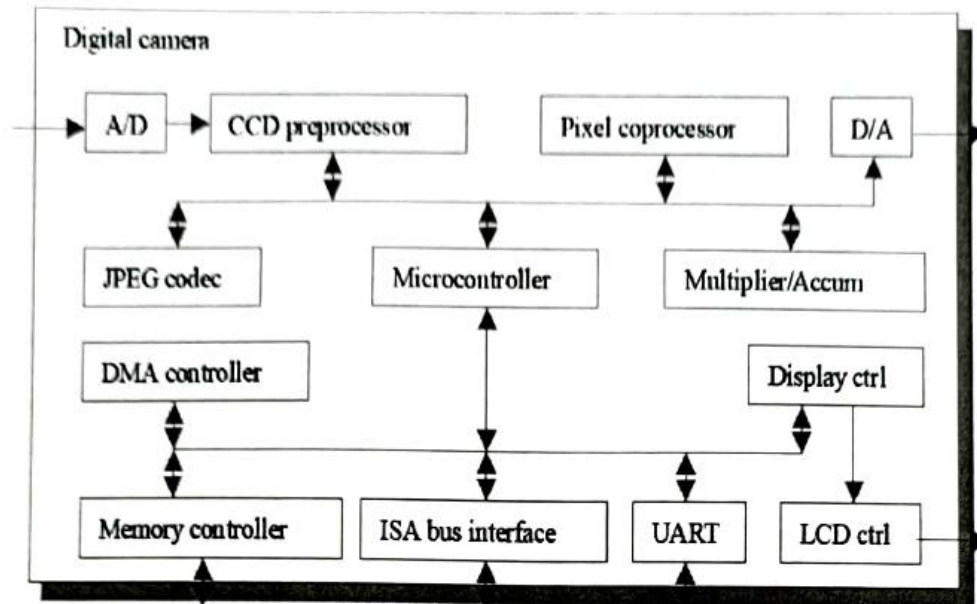 Digital camera
A/D
CCD preprocessor
Pixel coprocessor
D/A
JPEG codec
Microcontroller
Multiplier/Accum
DMA controller
Display ctrl
Memory controller
ISA bus interface
UART
LCD ctrl